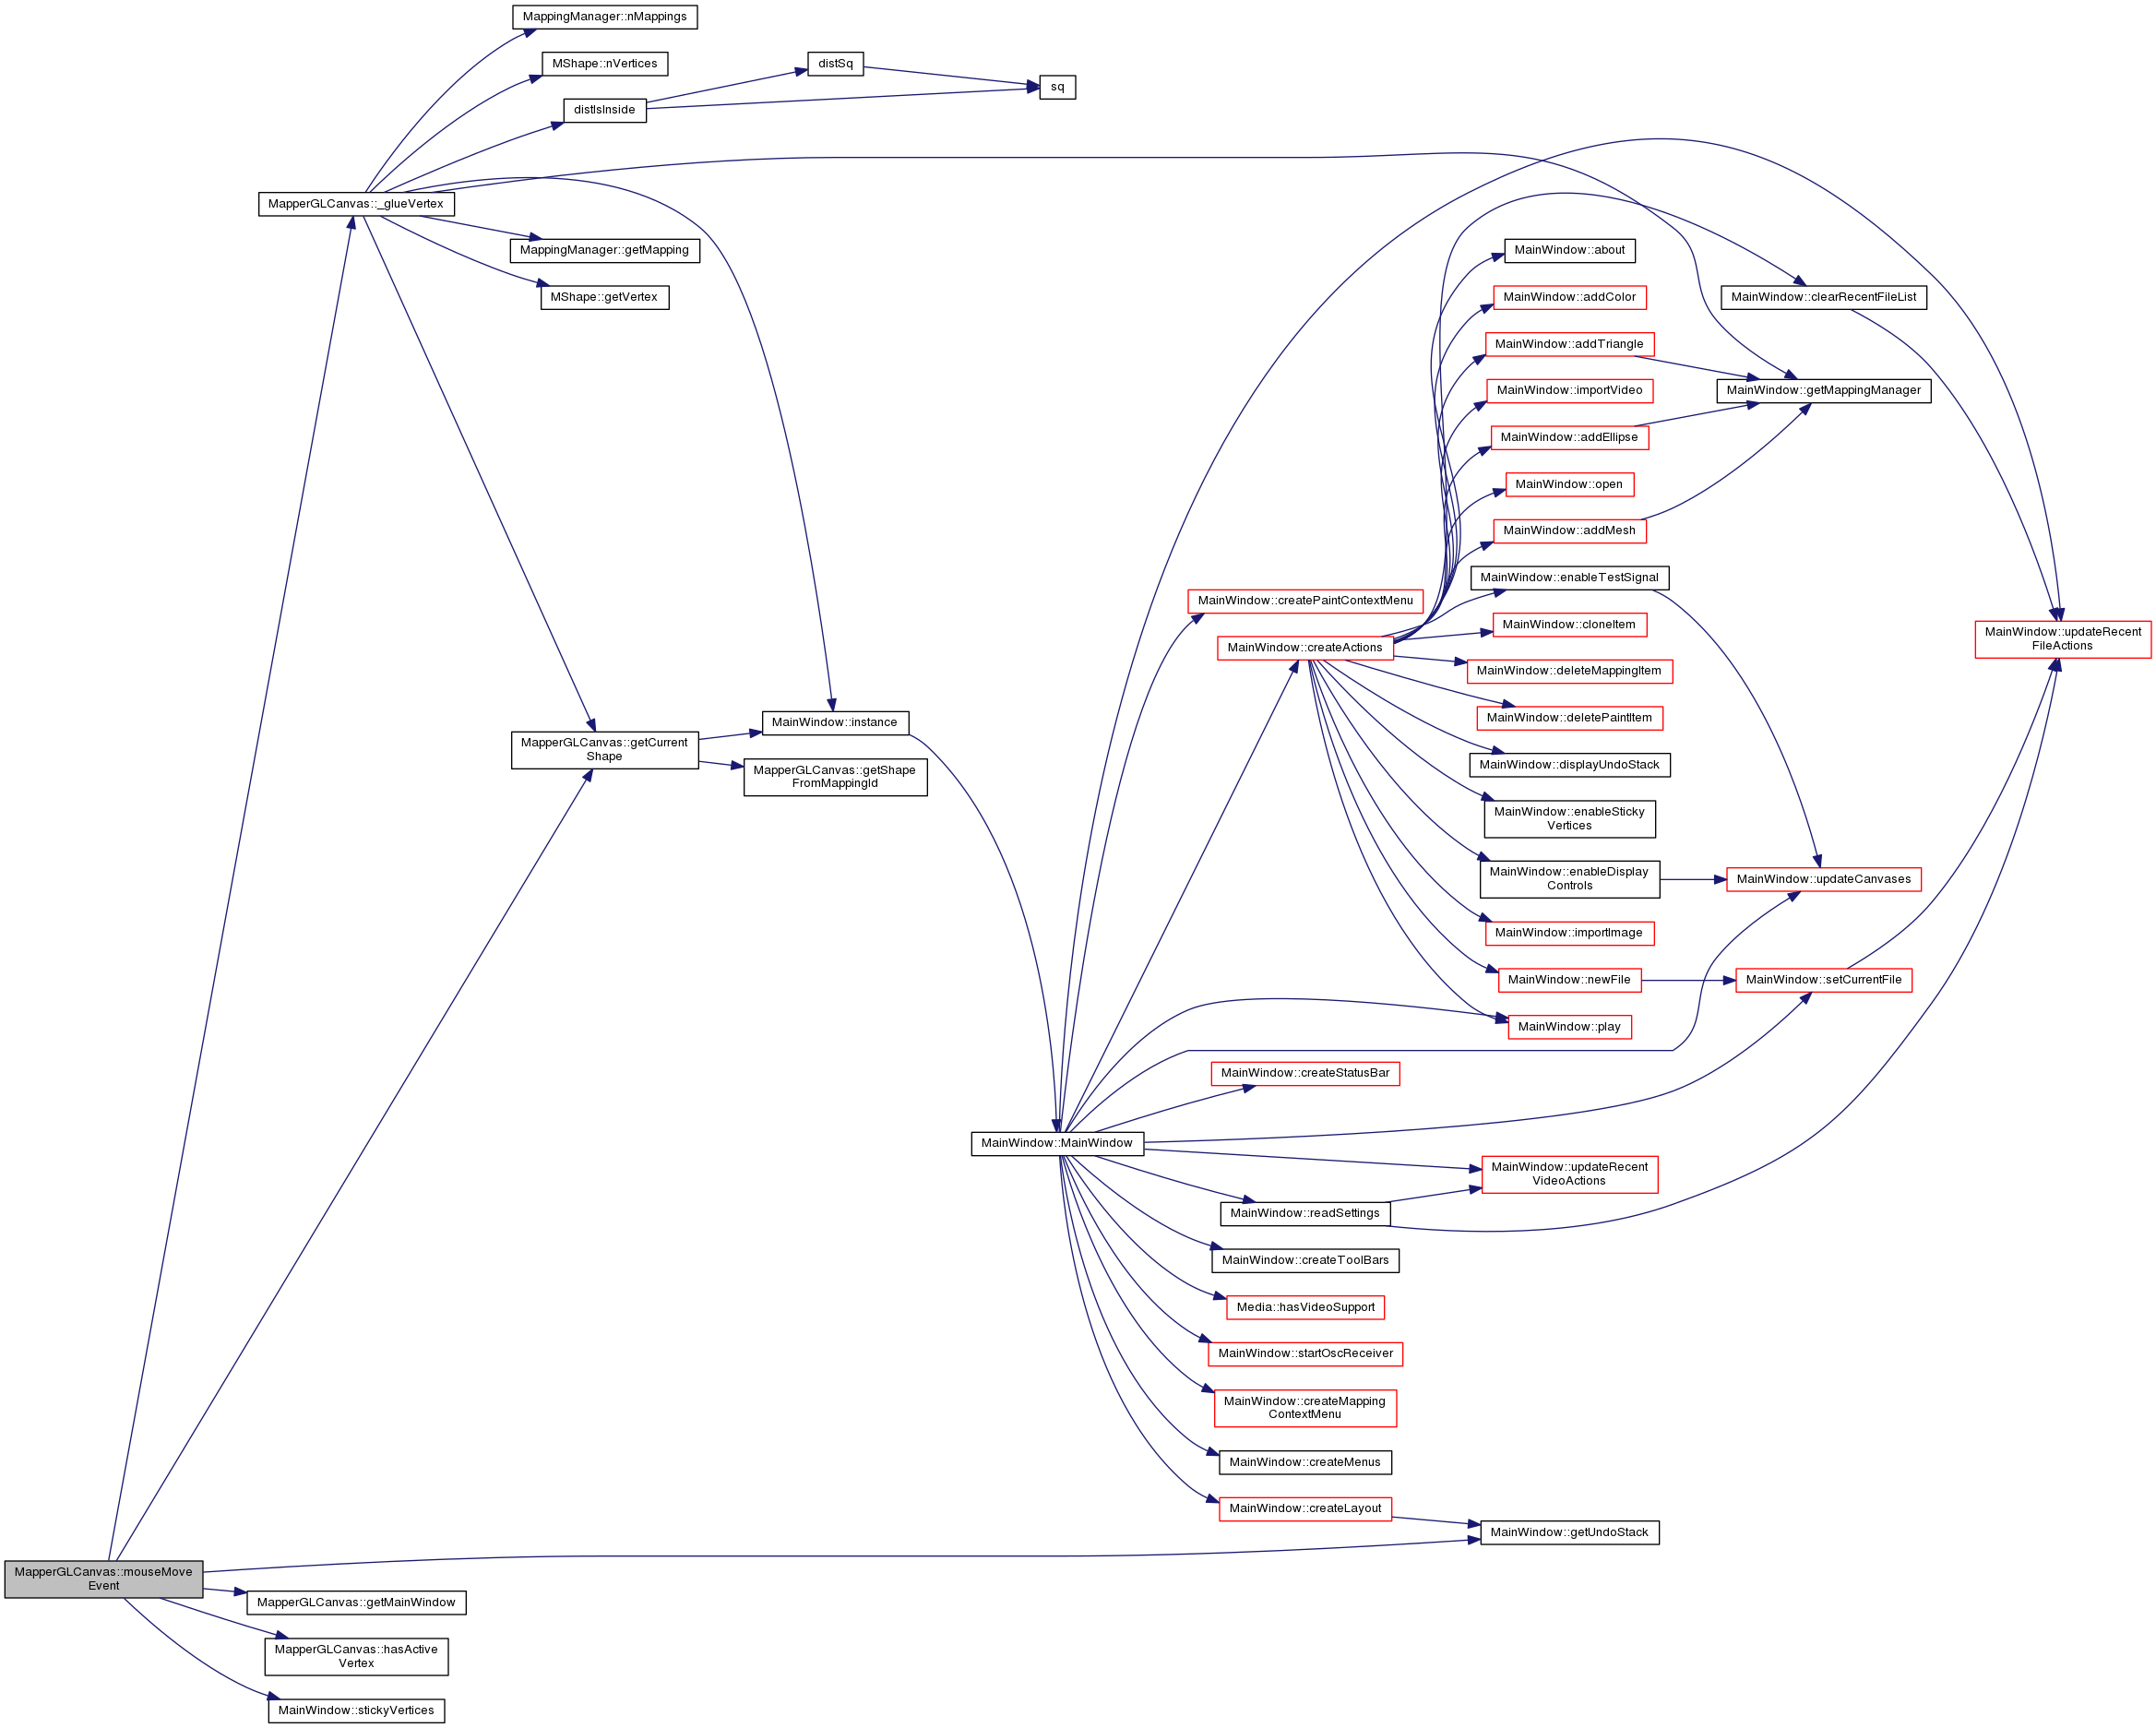 MappingManager::nMappings
MShape::nVertices
distSq
sq
distIsInside
MapperGLCanvas::_glueVertex
MappingManager::getMapping
MShape::getVertex
MainWindow::about
MainWindow::addColor
MainWindow::clearRecentFileList
MainWindow::addTriangle
MainWindow::importVideo
MainWindow::getMappingManager
MainWindow::addEllipse
MainWindow::open
MainWindow::addMesh
MainWindow::enableTestSignal
MainWindow::createPaintContextMenu
MainWindow::cloneItem
MainWindow::updateRecent
FileActions
MainWindow::createActions
MainWindow::deleteMappingItem
MainWindow::deletePaintItem
MainWindow::instance
MapperGLCanvas::getCurrent
Shape
MainWindow::displayUndoStack
MapperGLCanvas::getShape
FromMappingId
MainWindow::enableSticky
Vertices
MainWindow::enableDisplay
Controls
MainWindow::updateCanvases
MainWindow::importImage
MainWindow::newFile
MainWindow::setCurrentFile
MainWindow::play
MainWindow::createStatusBar
MainWindow::MainWindow
MainWindow::updateRecent
VideoActions
MainWindow::readSettings
MainWindow::createToolBars
Media::hasVideoSupport
MainWindow::startOscReceiver
MainWindow::createMapping
ContextMenu
MainWindow::createMenus
MainWindow::createLayout
MainWindow::getUndoStack
MapperGLCanvas::mouseMove
Event
MapperGLCanvas::getMainWindow
MapperGLCanvas::hasActive
Vertex
MainWindow::stickyVertices